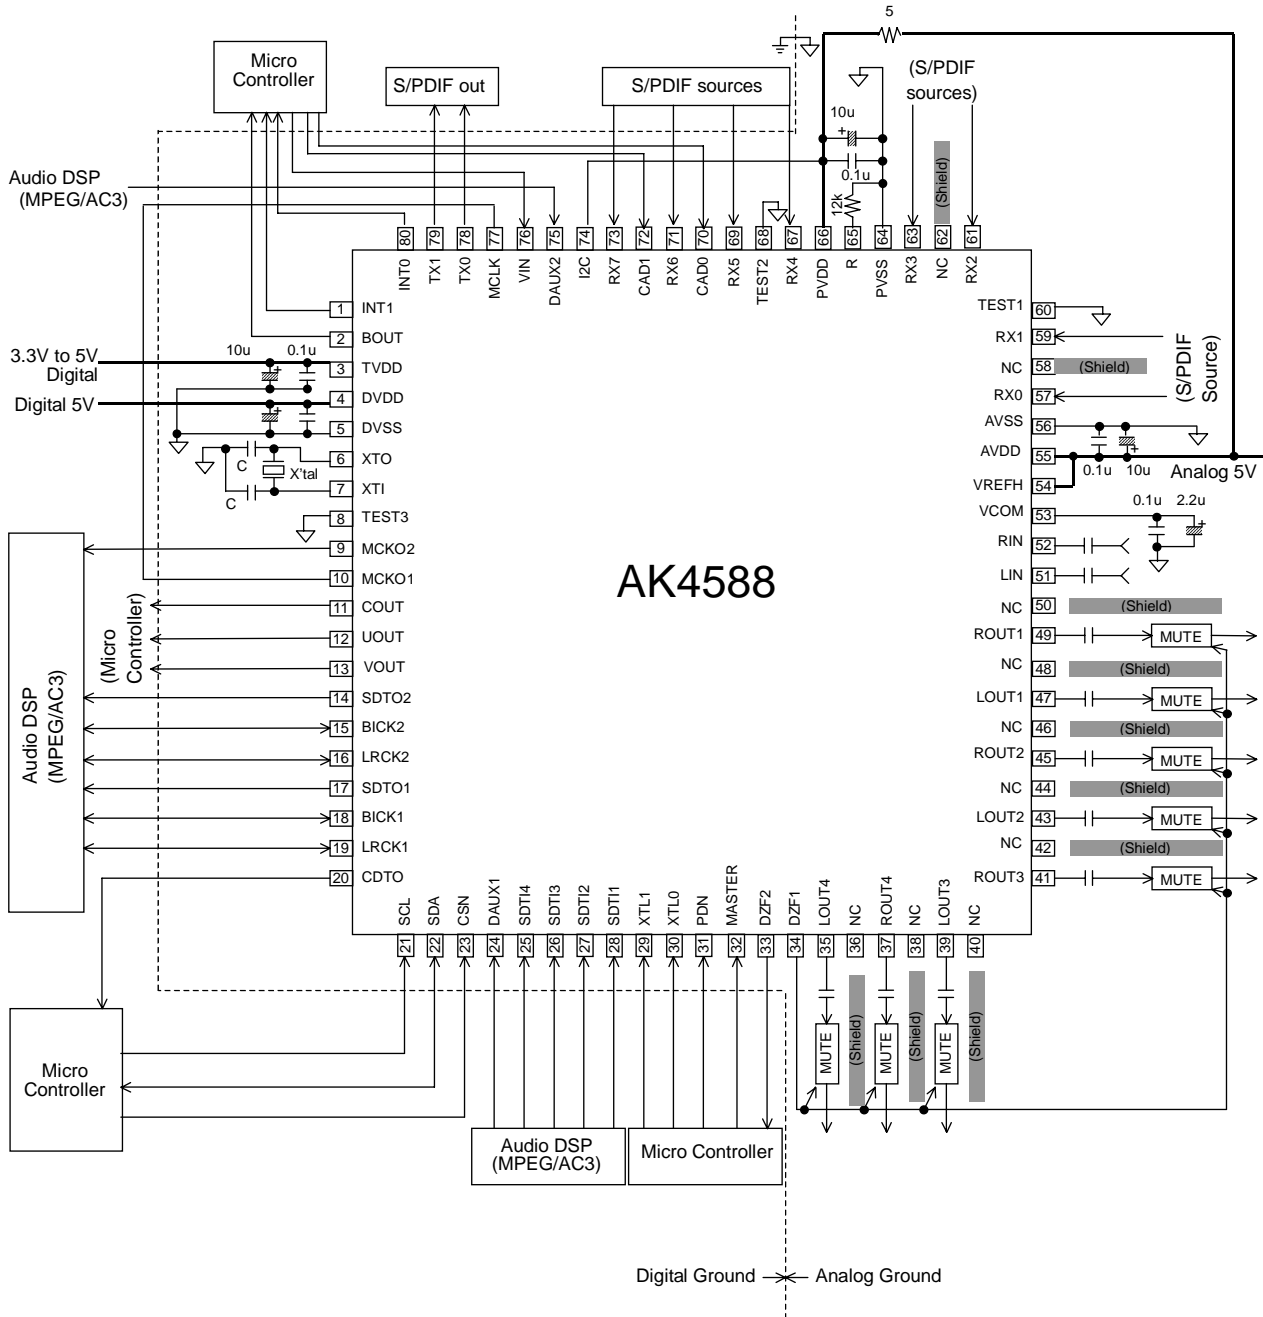 5
Micro
Controller
S/PDIF out
S/PDIF sources
(S/PDIF
sources)
10u
0.1u
12k
(Shield)
Audio DSP
(MPEG/AC3)
80 79 78 77 76 75 74 73 72 71 70 69 68 67 66 65 64 63 62 61
INT0 TX1 TX0 MCLK VIN DAUX2 I2C RX7 CAD1 RX6 CAD0 RX5 TEST2 RX4 PVDD R PVSS RX3 NC RX2
1 INT1
2 BOUT
3.3V to 5V
Digital
10u 0.1u
3 TVDD
Digital 5V
4 DVDD
5 DVSS
6 XTO
C
X'tal
C
7 XTI
8 TEST3
9 MCKO2
10 MCKO1
11 COUT
12 UOUT
13 VOUT
14 SDTO2
15 BICK2
16 LRCK2
17 SDTO1
18 BICK1
19 LRCK1
20 CDTO
(Micro
Controller)
Audio DSP
(MPEG/AC3)
AK4588
TEST1 60
RX1 59
NC 58 (Shield)
RX0 57
(S/PDIF
Source)
AVSS 56
AVDD 55
0.1u 10u
Analog 5V
VREFH 54
VCOM 53
0.1u 2.2u
RIN 52
LIN 51
NC 50 (Shield)
ROUT1 49 MUTE
NC 48 (Shield)
LOUT1 47 MUTE
NC 46 (Shield)
ROUT2 45 MUTE
NC 44 (Shield)
LOUT2 43 MUTE
NC 42 (Shield)
ROUT3 41 MUTE
SCL SDA CSN DAUX1 SDTI4 SDTI3 SDTI2 SDTI1 XTL1 XTL0 PDN MASTER DZF2 DZF1 LOUT4 NC ROUT4 NC LOUT3 NC
21 22 23 24 25 26 27 28 29 30 31 32 33 34 35 36 37 38 39 40
MUTE (Shield) MUTE (Shield) MUTE (Shield)
Micro
Controller
Audio DSP
(MPEG/AC3)
Micro Controller
Digital Ground Analog Ground